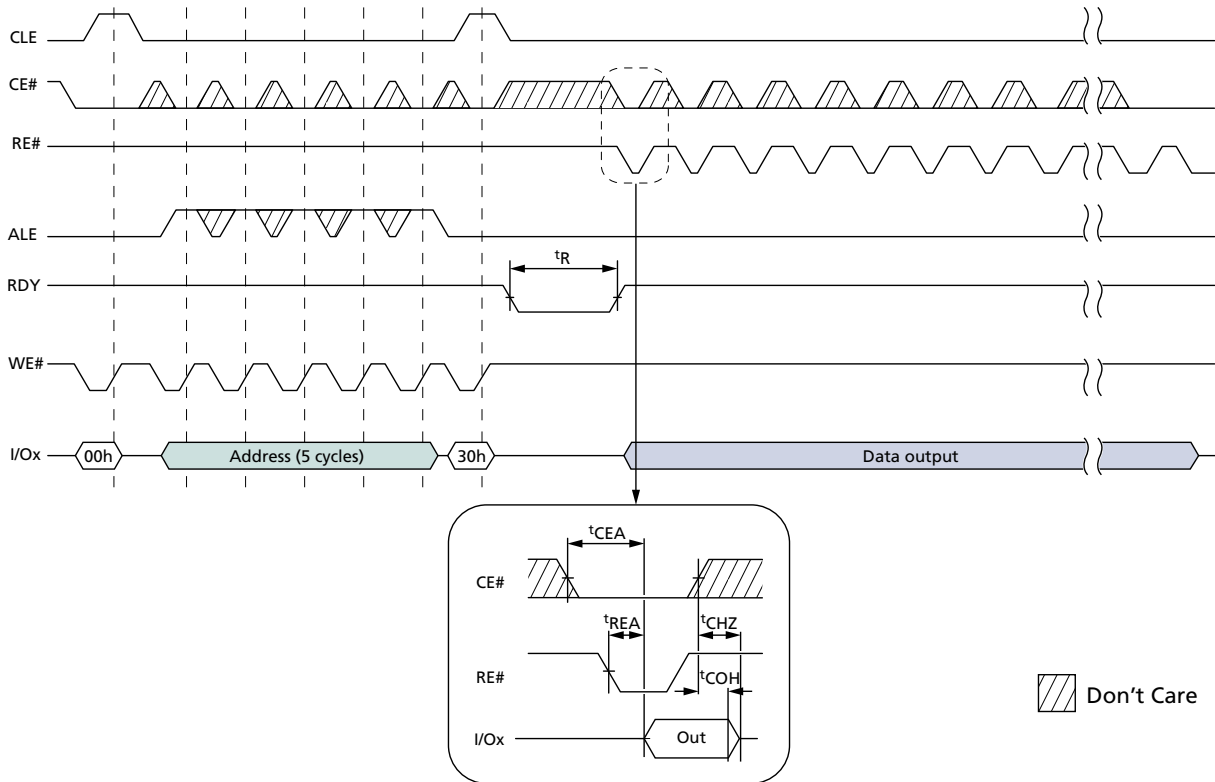 CLE
CE#
RE#
ALE
tR
RDY
WE#
I/Ox
00h
Address (5 cycles)
30h
Data output
tCEA
CE#
tREA
tCHZ
RE#
tCOH
I/Ox
Out
Don't Care